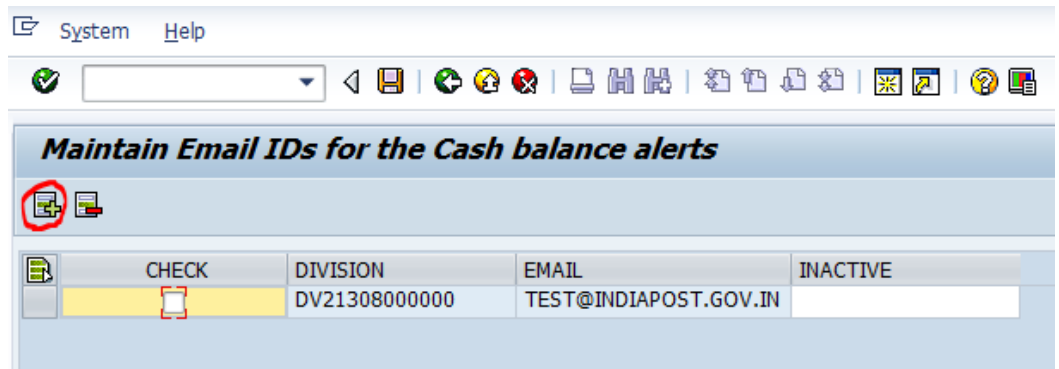 System Help
Maintain Email IDs for the Cash balance alerts
CHECK DIVISION EMAIL INACTIVE
DV21308000000 TEST@INDIAPOST.GOV.IN